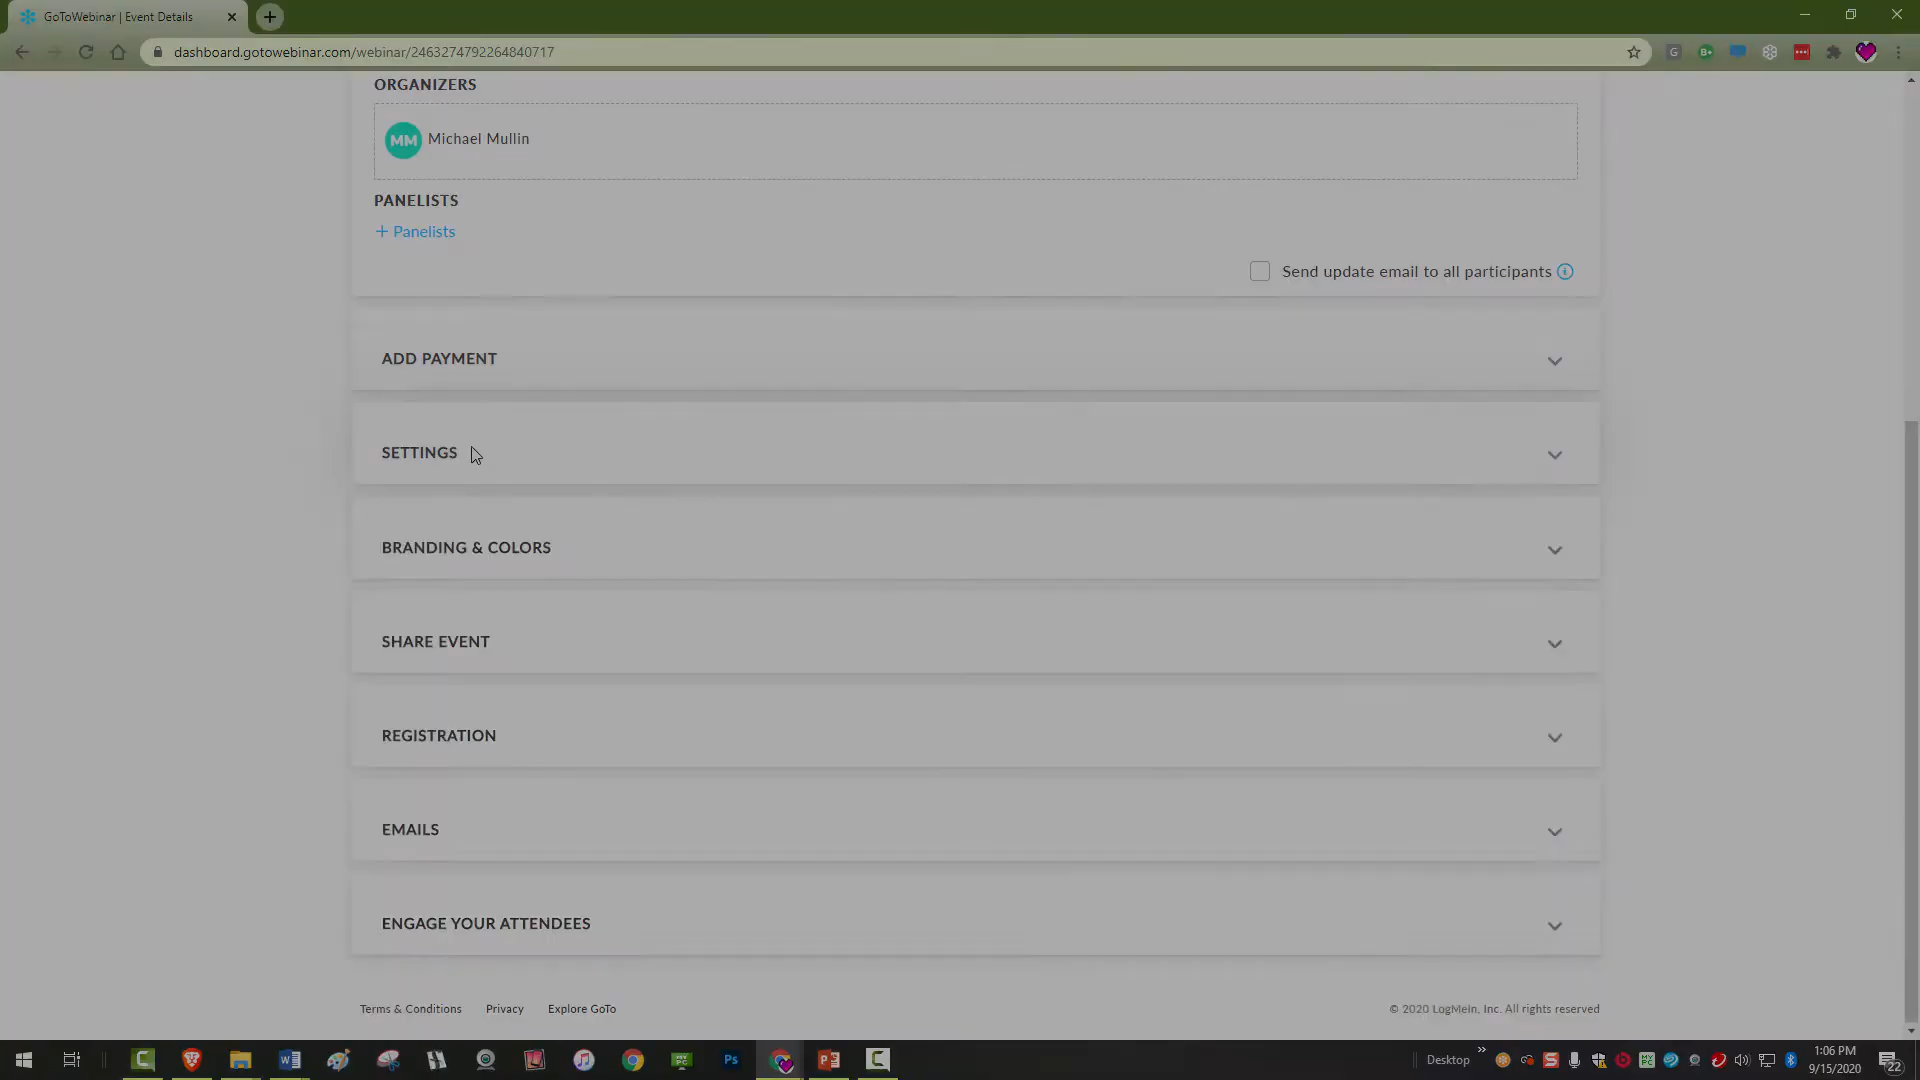 GoToWebinar | Event Details
dashboard.gotowebinar.com/webinar/2463274792264840717
ORGANIZERS
MM Michael Mullin
PANELISTS
+ Panelists
Send update email to all participants
ADD PAYMENT
SETTINGS
BRANDING & COLORS
SHARE EVENT
REGISTRATION
EMAILS
ENGAGE YOUR ATTENDEES
Terms & Conditions Privacy Explore GoTo © 2020 LogMeIn, Inc. All rights reserved
Desktop
1:06 PM
9/15/2020
22